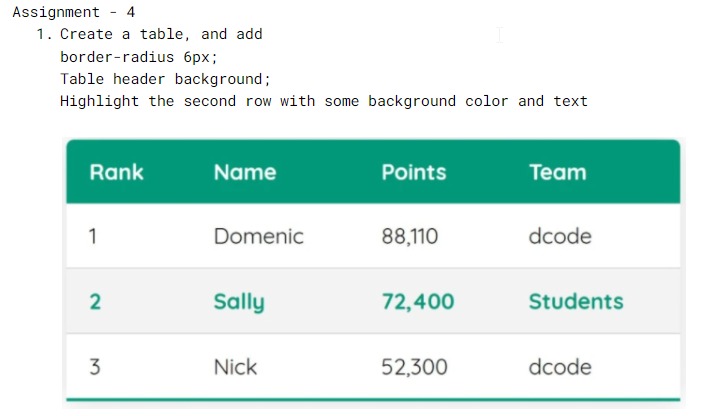 Assignment - 4
1. Create a table, and add
border-radius 6px;
Table header background;
Highlight the second row with some background color and text
Rank Name Points Team
1 Domenic 88,110 dcode
2 Sally 72,400 Students
3 Nick 52,300 dcode